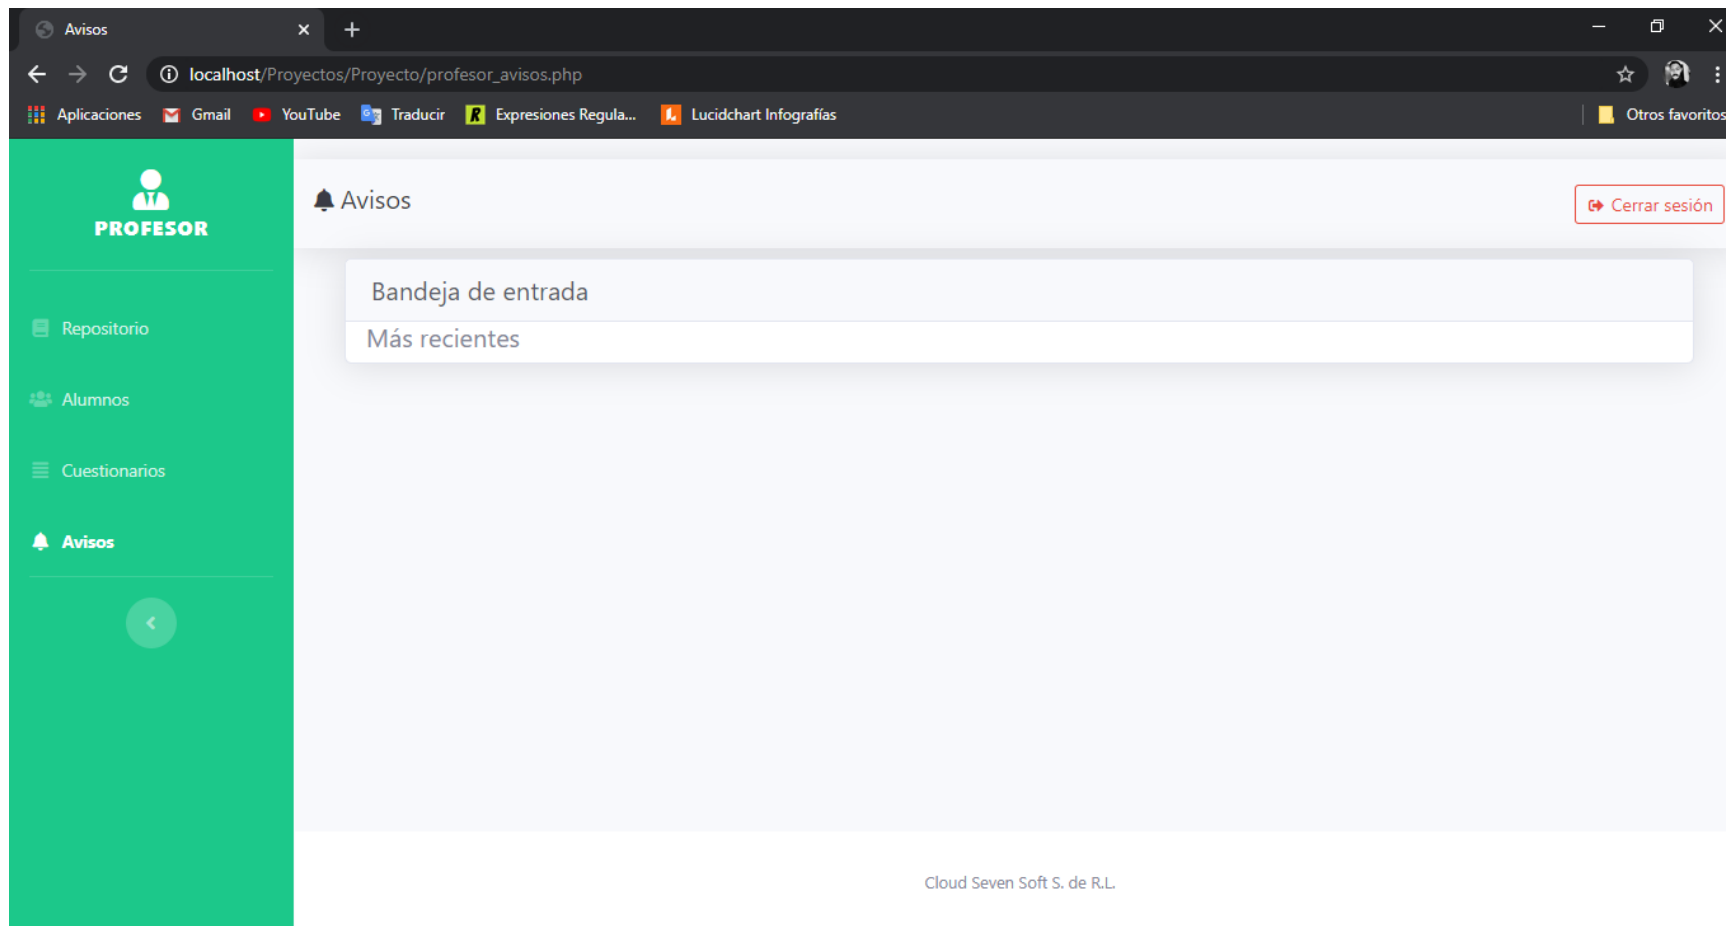 Avisos
localhost/Proyectos/Proyecto/profesor_avisos.php
Aplicaciones Gmail YouTube Traducir Expresiones Regula... Lucidchart Infografías Otros favoritos
PROFESOR
Avisos
Cerrar sesión
Bandeja de entrada
Más recientes
Repositorio
Alumnos
Cuestionarios
Avisos
Cloud Seven Soft S. de R.L.